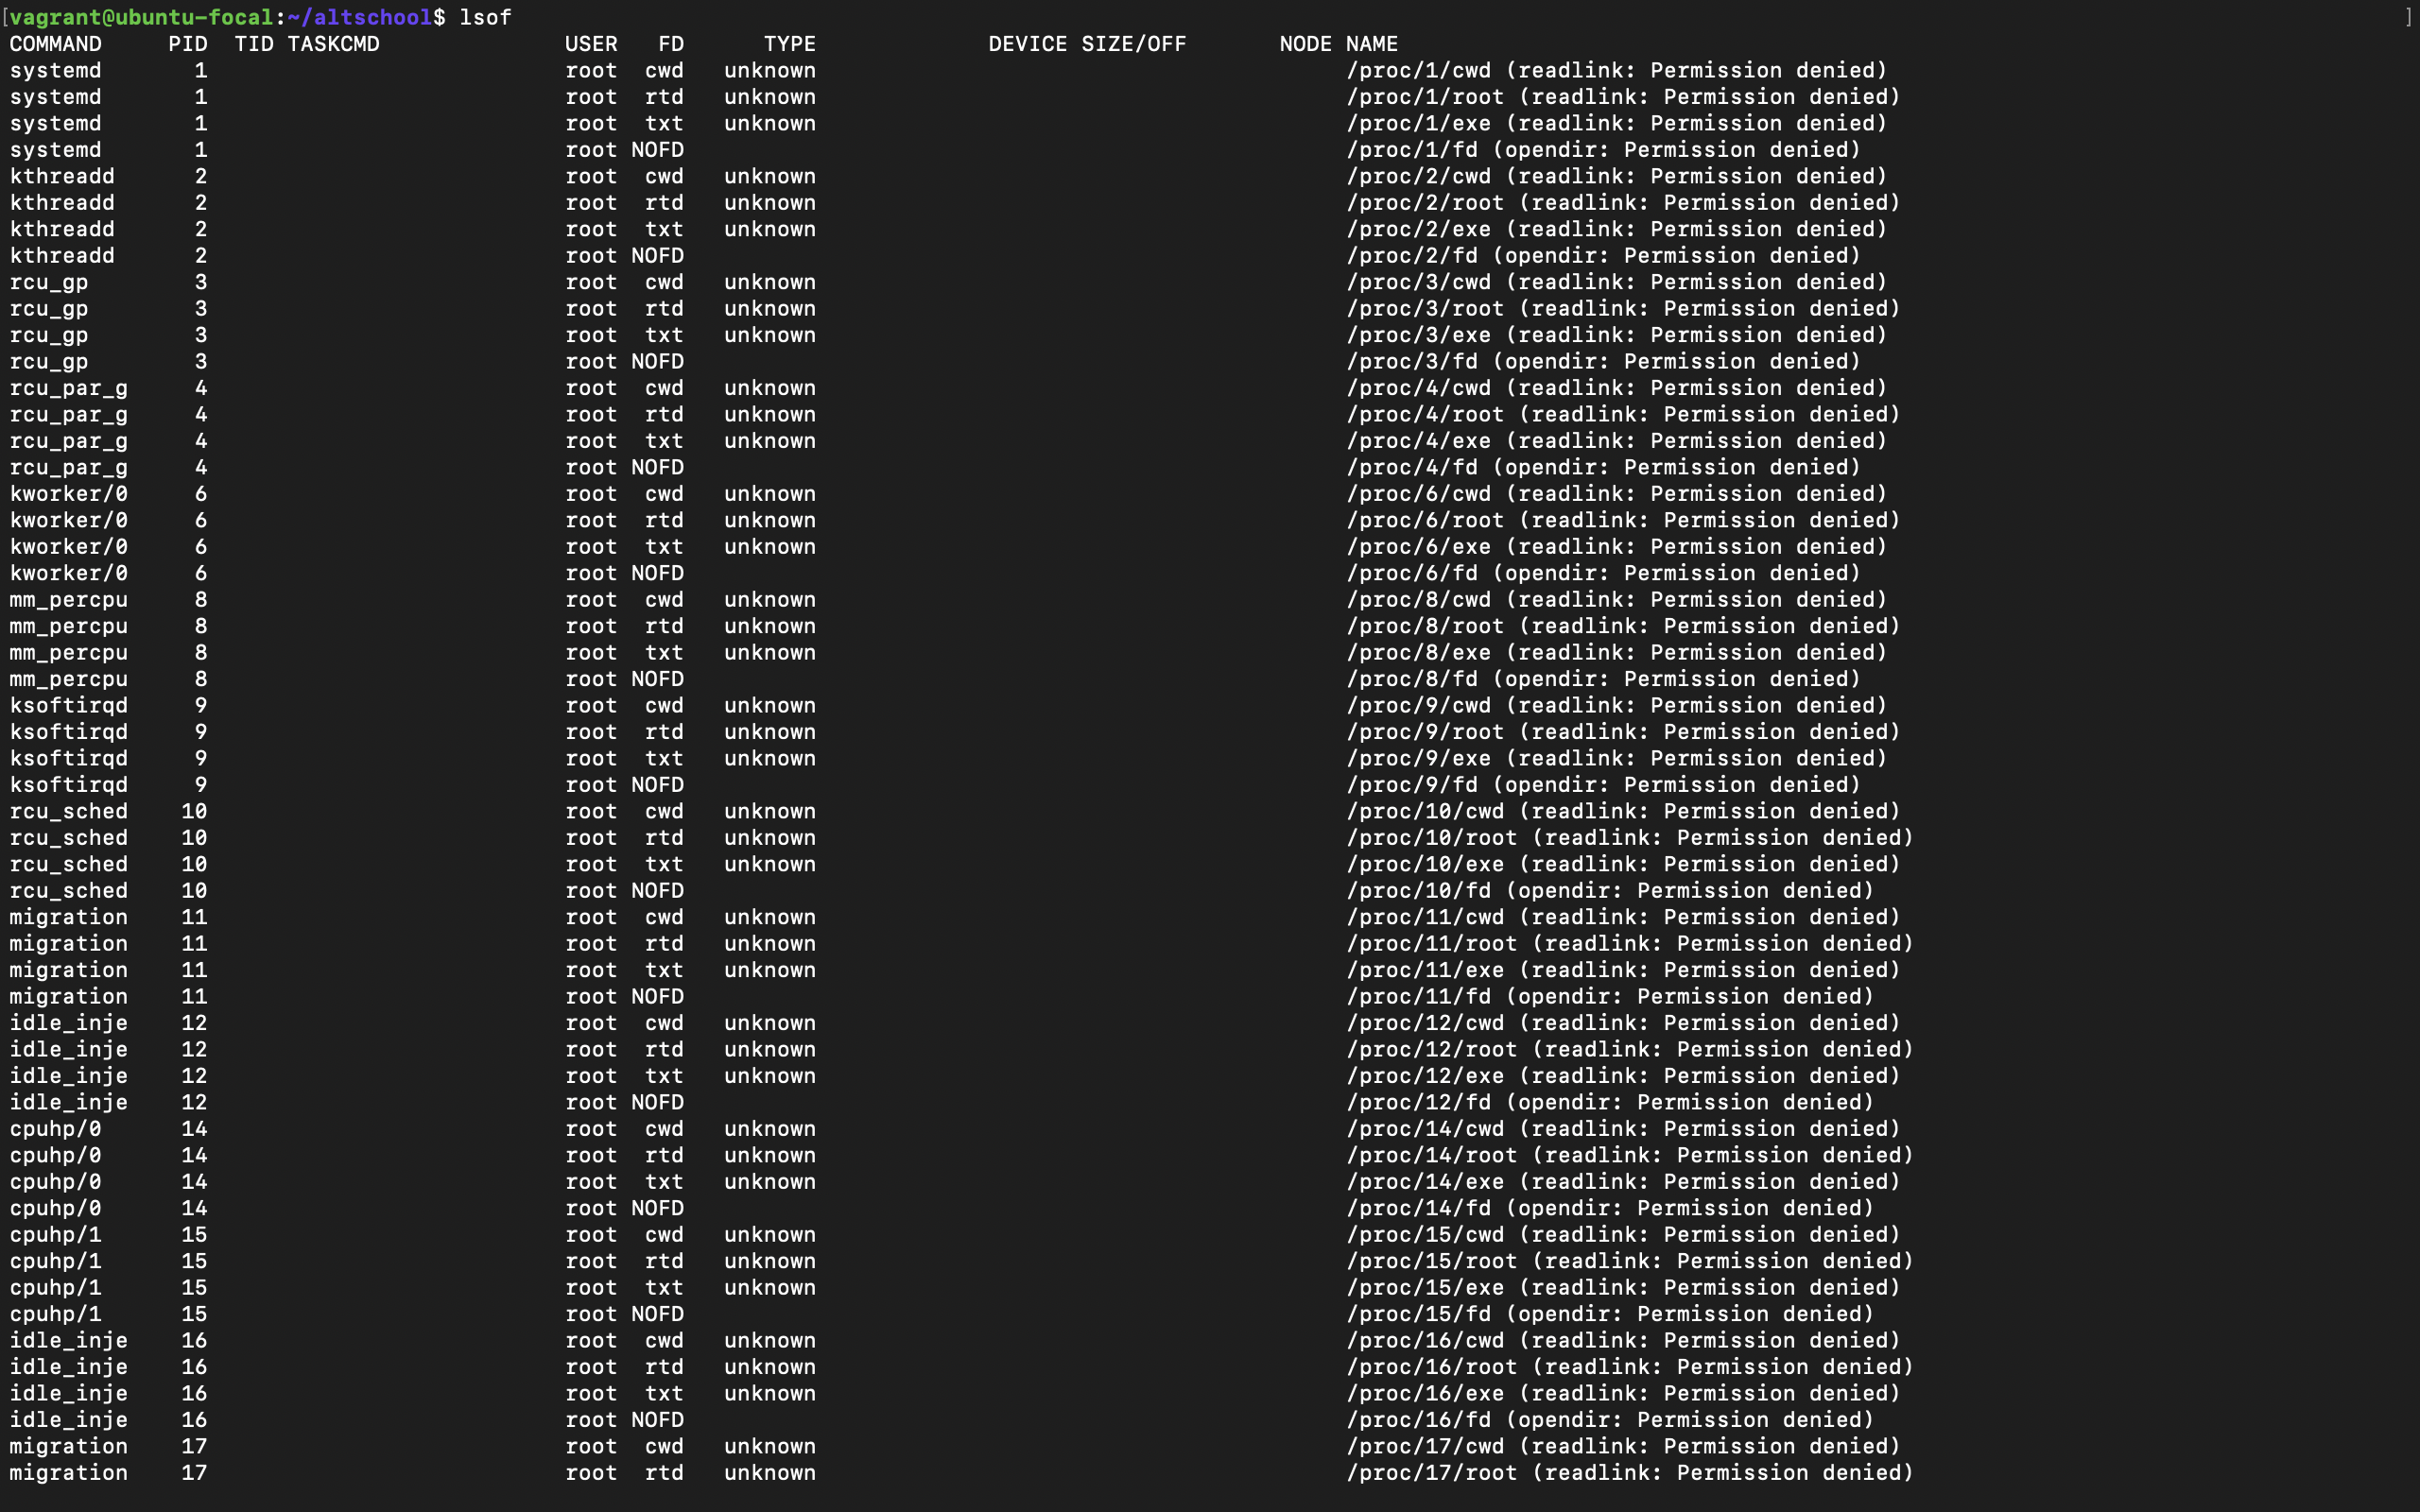 [vagrant@ubuntu-focal:~/altschool$ lsof ]
COMMAND     PID  TID TASKCMD              USER   FD      TYPE             DEVICE SIZE/OFF       NODE NAME
systemd       1                           root  cwd   unknown                                        /proc/1/cwd (readlink: Permission denied)
systemd       1                           root  rtd   unknown                                        /proc/1/root (readlink: Permission denied)
systemd       1                           root  txt   unknown                                        /proc/1/exe (readlink: Permission denied)
systemd       1                           root NOFD                                                  /proc/1/fd (opendir: Permission denied)
kthreadd      2                           root  cwd   unknown                                        /proc/2/cwd (readlink: Permission denied)
kthreadd      2                           root  rtd   unknown                                        /proc/2/root (readlink: Permission denied)
kthreadd      2                           root  txt   unknown                                        /proc/2/exe (readlink: Permission denied)
kthreadd      2                           root NOFD                                                  /proc/2/fd (opendir: Permission denied)
rcu_gp        3                           root  cwd   unknown                                        /proc/3/cwd (readlink: Permission denied)
rcu_gp        3                           root  rtd   unknown                                        /proc/3/root (readlink: Permission denied)
rcu_gp        3                           root  txt   unknown                                        /proc/3/exe (readlink: Permission denied)
rcu_gp        3                           root NOFD                                                  /proc/3/fd (opendir: Permission denied)
rcu_par_g     4                           root  cwd   unknown                                        /proc/4/cwd (readlink: Permission denied)
rcu_par_g     4                           root  rtd   unknown                                        /proc/4/root (readlink: Permission denied)
rcu_par_g     4                           root  txt   unknown                                        /proc/4/exe (readlink: Permission denied)
rcu_par_g     4                           root NOFD                                                  /proc/4/fd (opendir: Permission denied)
kworker/0     6                           root  cwd   unknown                                        /proc/6/cwd (readlink: Permission denied)
kworker/0     6                           root  rtd   unknown                                        /proc/6/root (readlink: Permission denied)
kworker/0     6                           root  txt   unknown                                        /proc/6/exe (readlink: Permission denied)
kworker/0     6                           root NOFD                                                  /proc/6/fd (opendir: Permission denied)
mm_percpu     8                           root  cwd   unknown                                        /proc/8/cwd (readlink: Permission denied)
mm_percpu     8                           root  rtd   unknown                                        /proc/8/root (readlink: Permission denied)
mm_percpu     8                           root  txt   unknown                                        /proc/8/exe (readlink: Permission denied)
mm_percpu     8                           root NOFD                                                  /proc/8/fd (opendir: Permission denied)
ksoftirqd     9                           root  cwd   unknown                                        /proc/9/cwd (readlink: Permission denied)
ksoftirqd     9                           root  rtd   unknown                                        /proc/9/root (readlink: Permission denied)
ksoftirqd     9                           root  txt   unknown                                        /proc/9/exe (readlink: Permission denied)
ksoftirqd     9                           root NOFD                                                  /proc/9/fd (opendir: Permission denied)
rcu_sched    10                           root  cwd   unknown                                        /proc/10/cwd (readlink: Permission denied)
rcu_sched    10                           root  rtd   unknown                                        /proc/10/root (readlink: Permission denied)
rcu_sched    10                           root  txt   unknown                                        /proc/10/exe (readlink: Permission denied)
rcu_sched    10                           root NOFD                                                  /proc/10/fd (opendir: Permission denied)
migration    11                           root  cwd   unknown                                        /proc/11/cwd (readlink: Permission denied)
migration    11                           root  rtd   unknown                                        /proc/11/root (readlink: Permission denied)
migration    11                           root  txt   unknown                                        /proc/11/exe (readlink: Permission denied)
migration    11                           root NOFD                                                  /proc/11/fd (opendir: Permission denied)
idle_inje    12                           root  cwd   unknown                                        /proc/12/cwd (readlink: Permission denied)
idle_inje    12                           root  rtd   unknown                                        /proc/12/root (readlink: Permission denied)
idle_inje    12                           root  txt   unknown                                        /proc/12/exe (readlink: Permission denied)
idle_inje    12                           root NOFD                                                  /proc/12/fd (opendir: Permission denied)
cpuhp/0      14                           root  cwd   unknown                                        /proc/14/cwd (readlink: Permission denied)
cpuhp/0      14                           root  rtd   unknown                                        /proc/14/root (readlink: Permission denied)
cpuhp/0      14                           root  txt   unknown                                        /proc/14/exe (readlink: Permission denied)
cpuhp/0      14                           root NOFD                                                  /proc/14/fd (opendir: Permission denied)
cpuhp/1      15                           root  cwd   unknown                                        /proc/15/cwd (readlink: Permission denied)
cpuhp/1      15                           root  rtd   unknown                                        /proc/15/root (readlink: Permission denied)
cpuhp/1      15                           root  txt   unknown                                        /proc/15/exe (readlink: Permission denied)
cpuhp/1      15                           root NOFD                                                  /proc/15/fd (opendir: Permission denied)
idle_inje    16                           root  cwd   unknown                                        /proc/16/cwd (readlink: Permission denied)
idle_inje    16                           root  rtd   unknown                                        /proc/16/root (readlink: Permission denied)
idle_inje    16                           root  txt   unknown                                        /proc/16/exe (readlink: Permission denied)
idle_inje    16                           root NOFD                                                  /proc/16/fd (opendir: Permission denied)
migration    17                           root  cwd   unknown                                        /proc/17/cwd (readlink: Permission denied)
migration    17                           root  rtd   unknown                                        /proc/17/root (readlink: Permission denied)